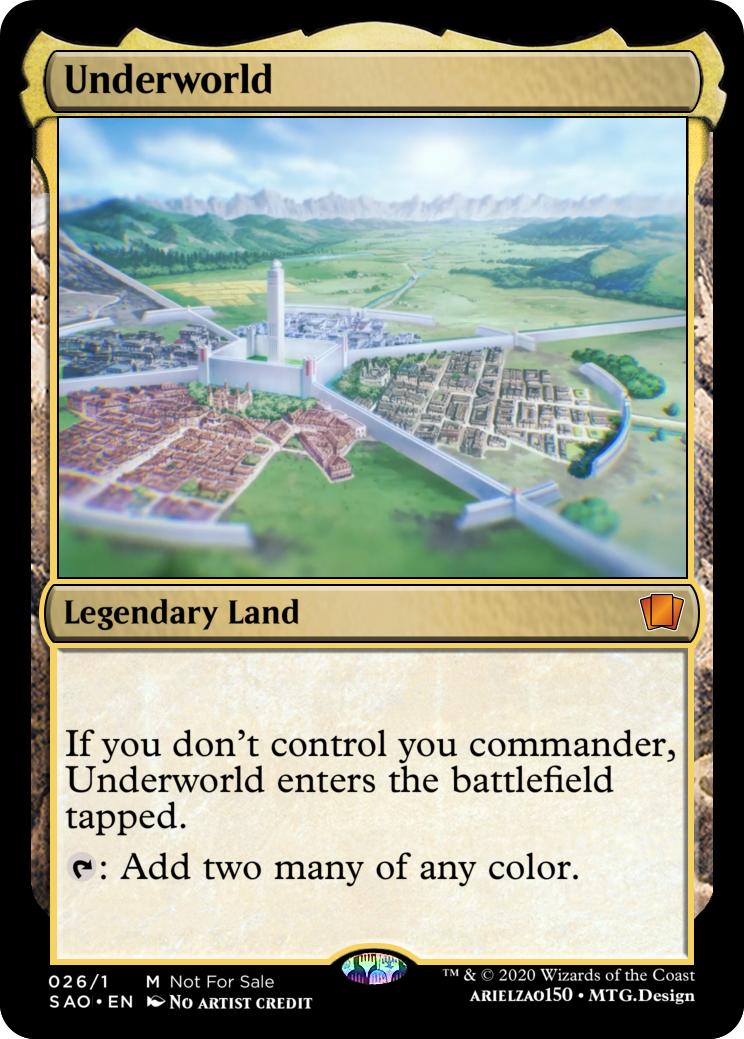 Underworld
Legendary Land
If you don't control you commander,
Underworld enters the battlefield
tapped.
: Add two many of any color.
026/1 M Not For Sale
SAO • EN No artist credit
™ & © 2020 Wizards of the Coast
arielzao150 • MTG.Design